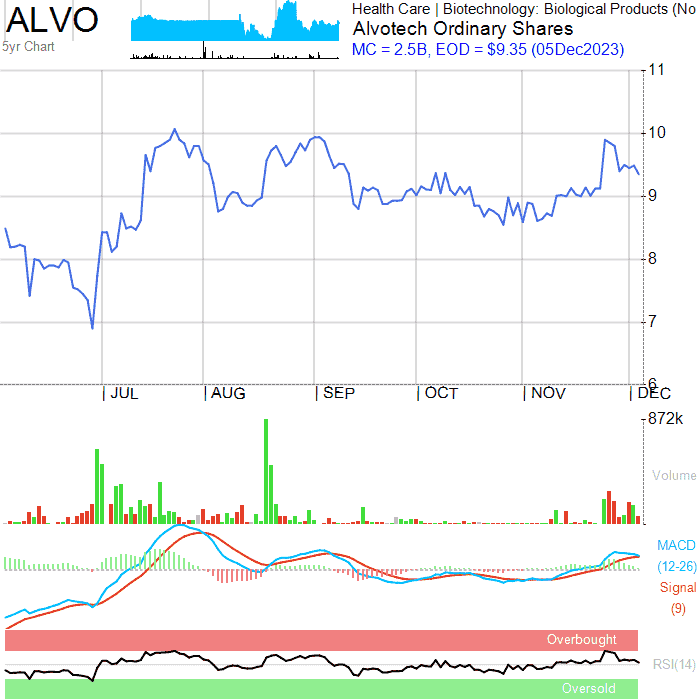 ALVO
5yr Chart
Health Care | Biotechnology: Biological Products (No
Alvotech Ordinary Shares
MC = 2.5B, EOD = $9.35 (05Dec2023)
11
10
9
8
7
6
| JUL | AUG | SEP | OCT | NOV | DEC
872k
Volume
MACD
(12-26)
Signal
(9)
Overbought
RSI(14)
Oversold